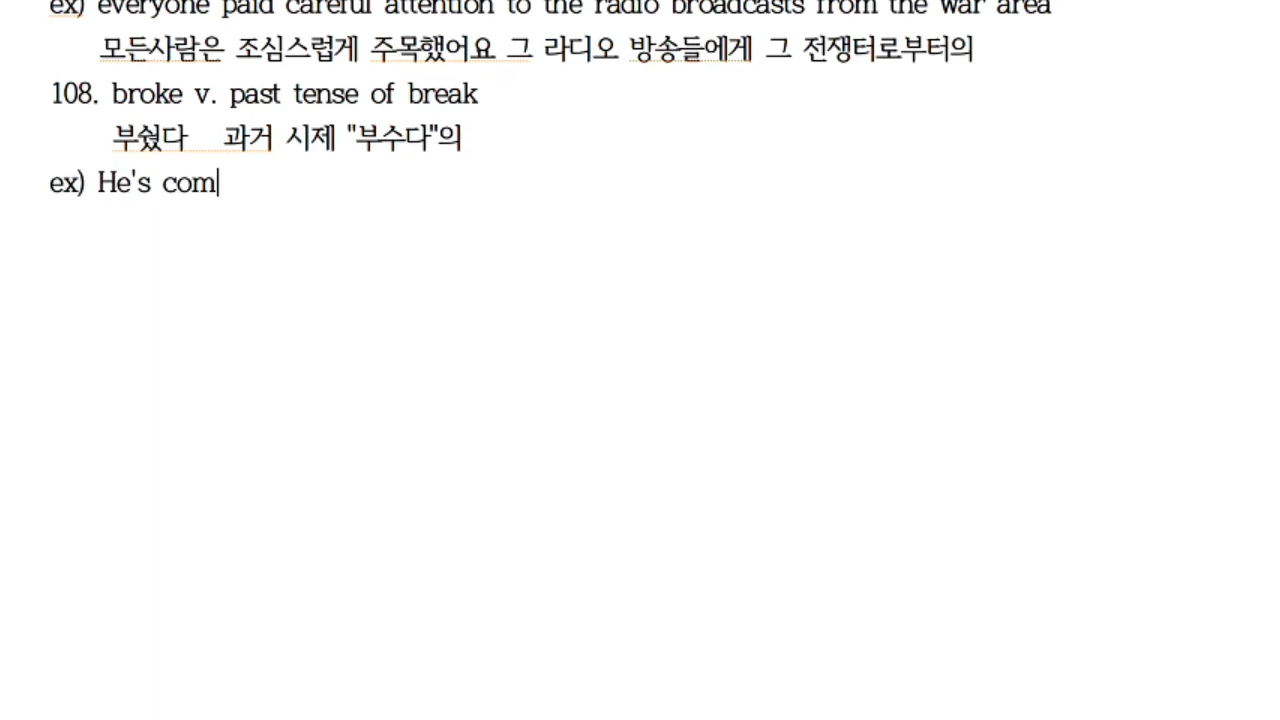 ex) everyone paid careful attention to the radio broadcasts from the war area
모든사람은 조심스럽게 주목했어요 그 라디오 방송들에게 그 전쟁터로부터의
108. broke v. past tense of break
부쉈다 과거 시제 "부수다"의
ex) He's com